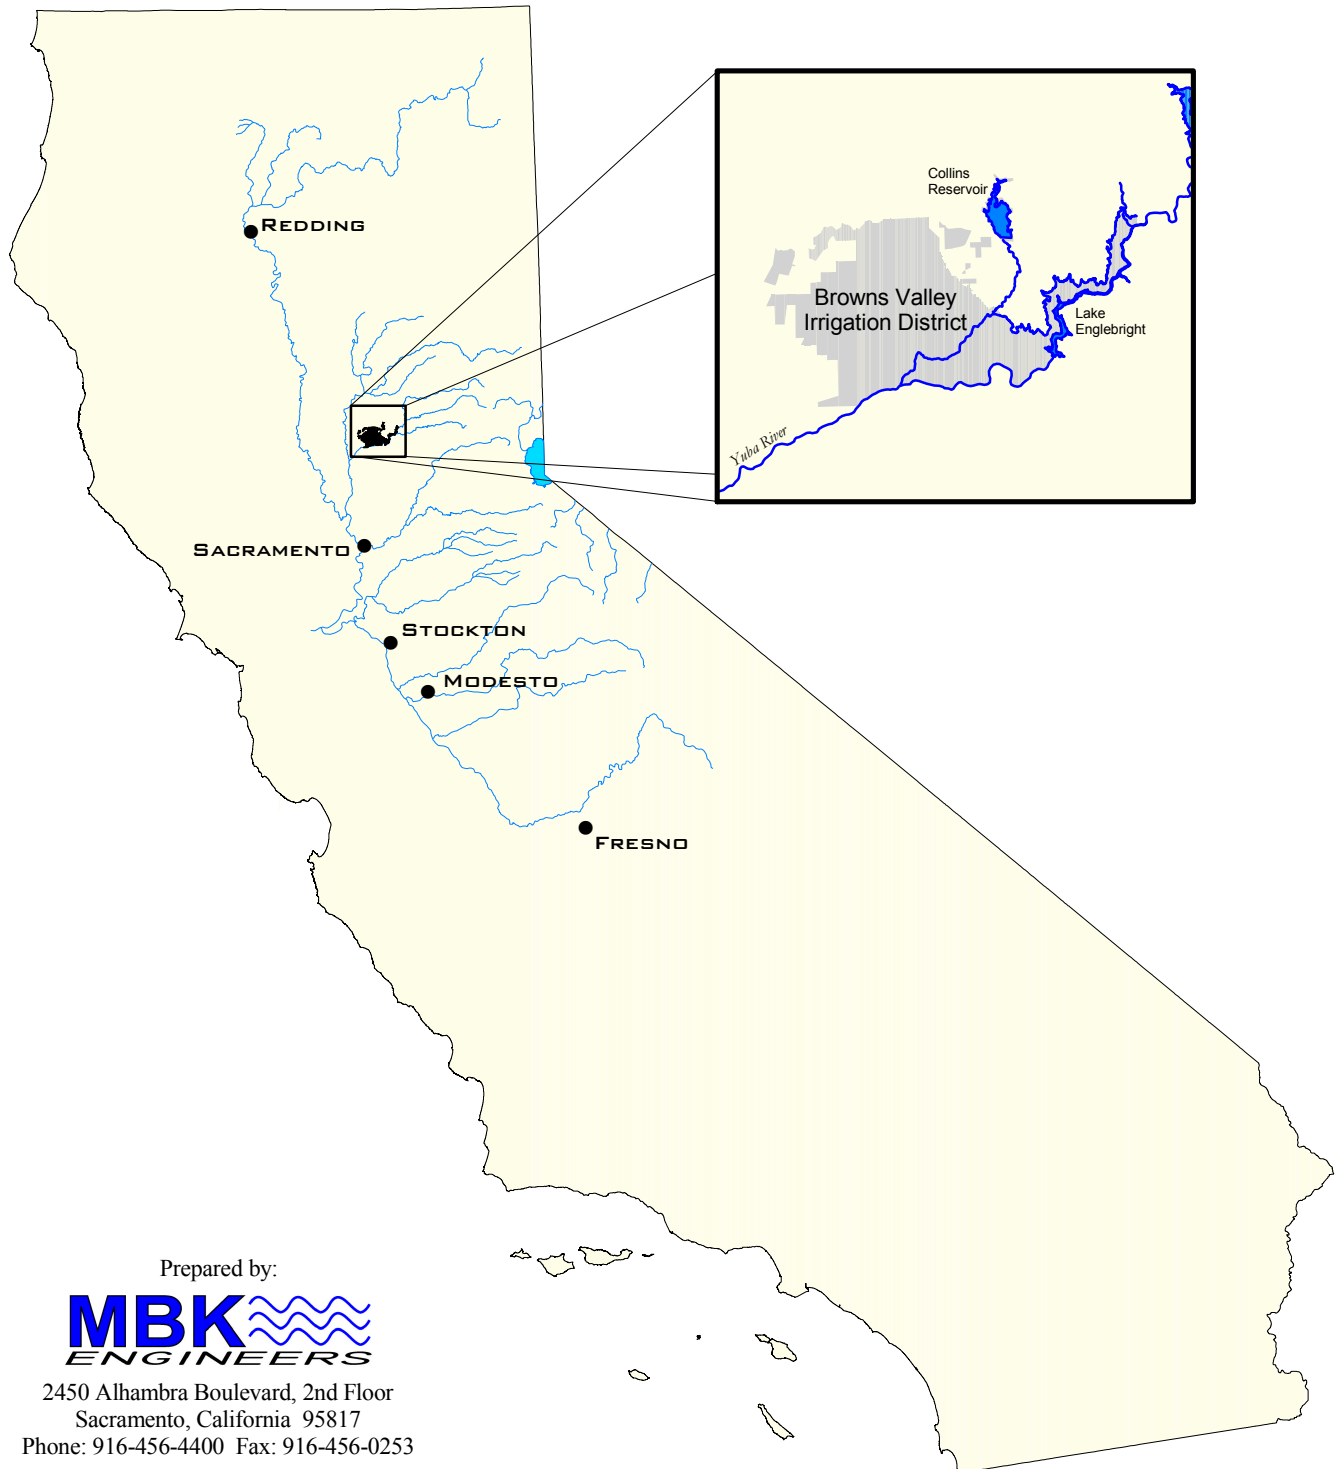 REDDING
SACRAMENTO
STOCKTON
MODESTO
FRESNO
Collins
Reservoir
Browns Valley
Irrigation District
Lake
Englebright
Yuba River
Prepared by:
MBK
ENGINEERS
2450 Alhambra Boulevard, 2nd Floor
Sacramento, California 95817
Phone: 916-456-4400 Fax: 916-456-0253